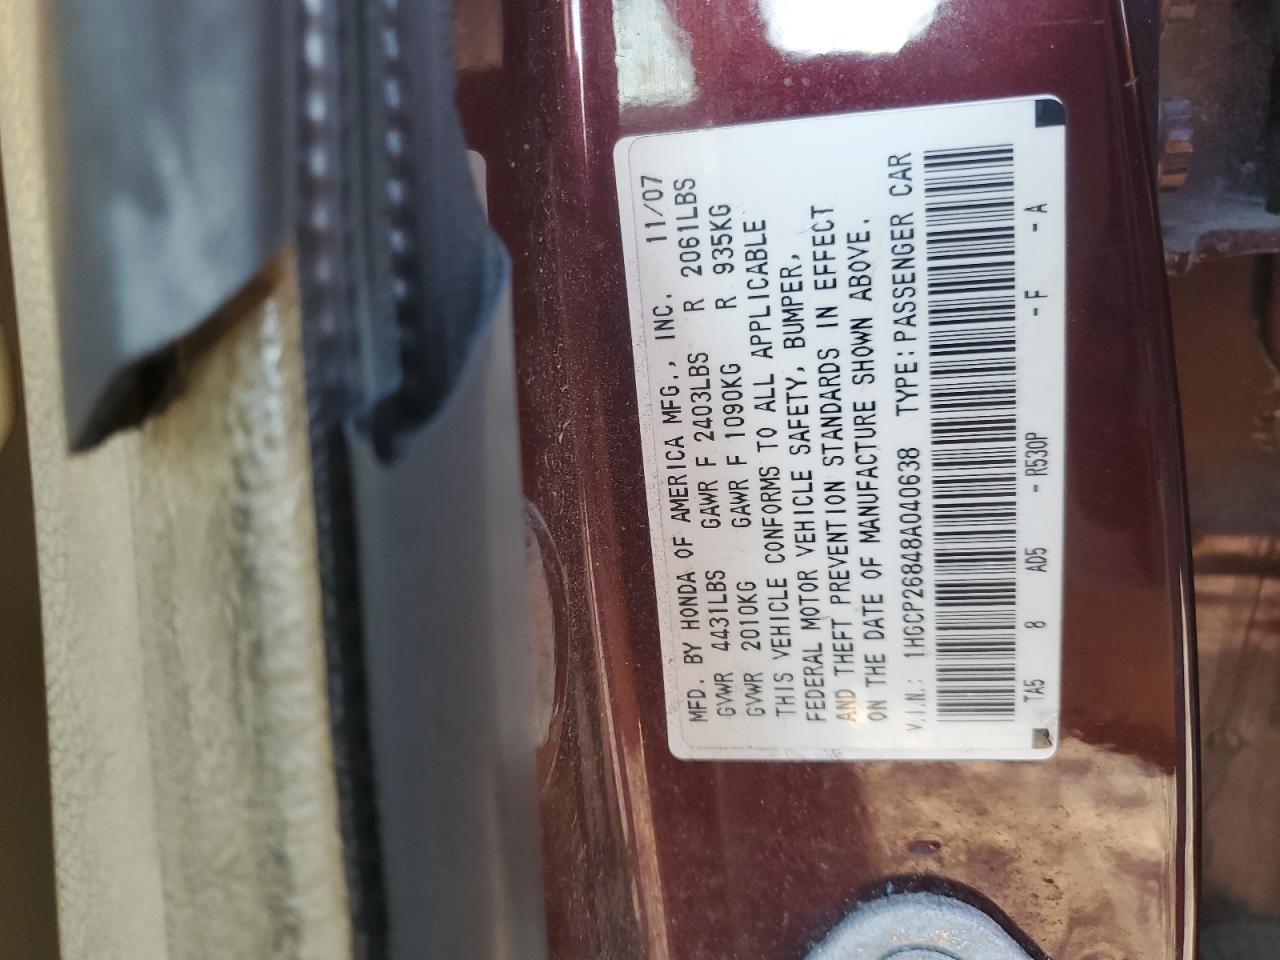 MFD. BY HONDA OF AMERICA MFG., INC. 11/07
GVWR 4431LBS GAWR F 2403LBS R 2061LBS
GVWR 2010KG GAWR F 1090KG R 935KG
THIS VEHICLE CONFORMS TO ALL APPLICABLE
FEDERAL MOTOR VEHICLE SAFETY, BUMPER,
AND THEFT PREVENTION STANDARDS IN EFFECT
ON THE DATE OF MANUFACTURE SHOWN ABOVE.
V.I.N.: 1HGCP26848A040638 TYPE:PASSENGER CAR
TA5 8 AD5 - R530P - F - A